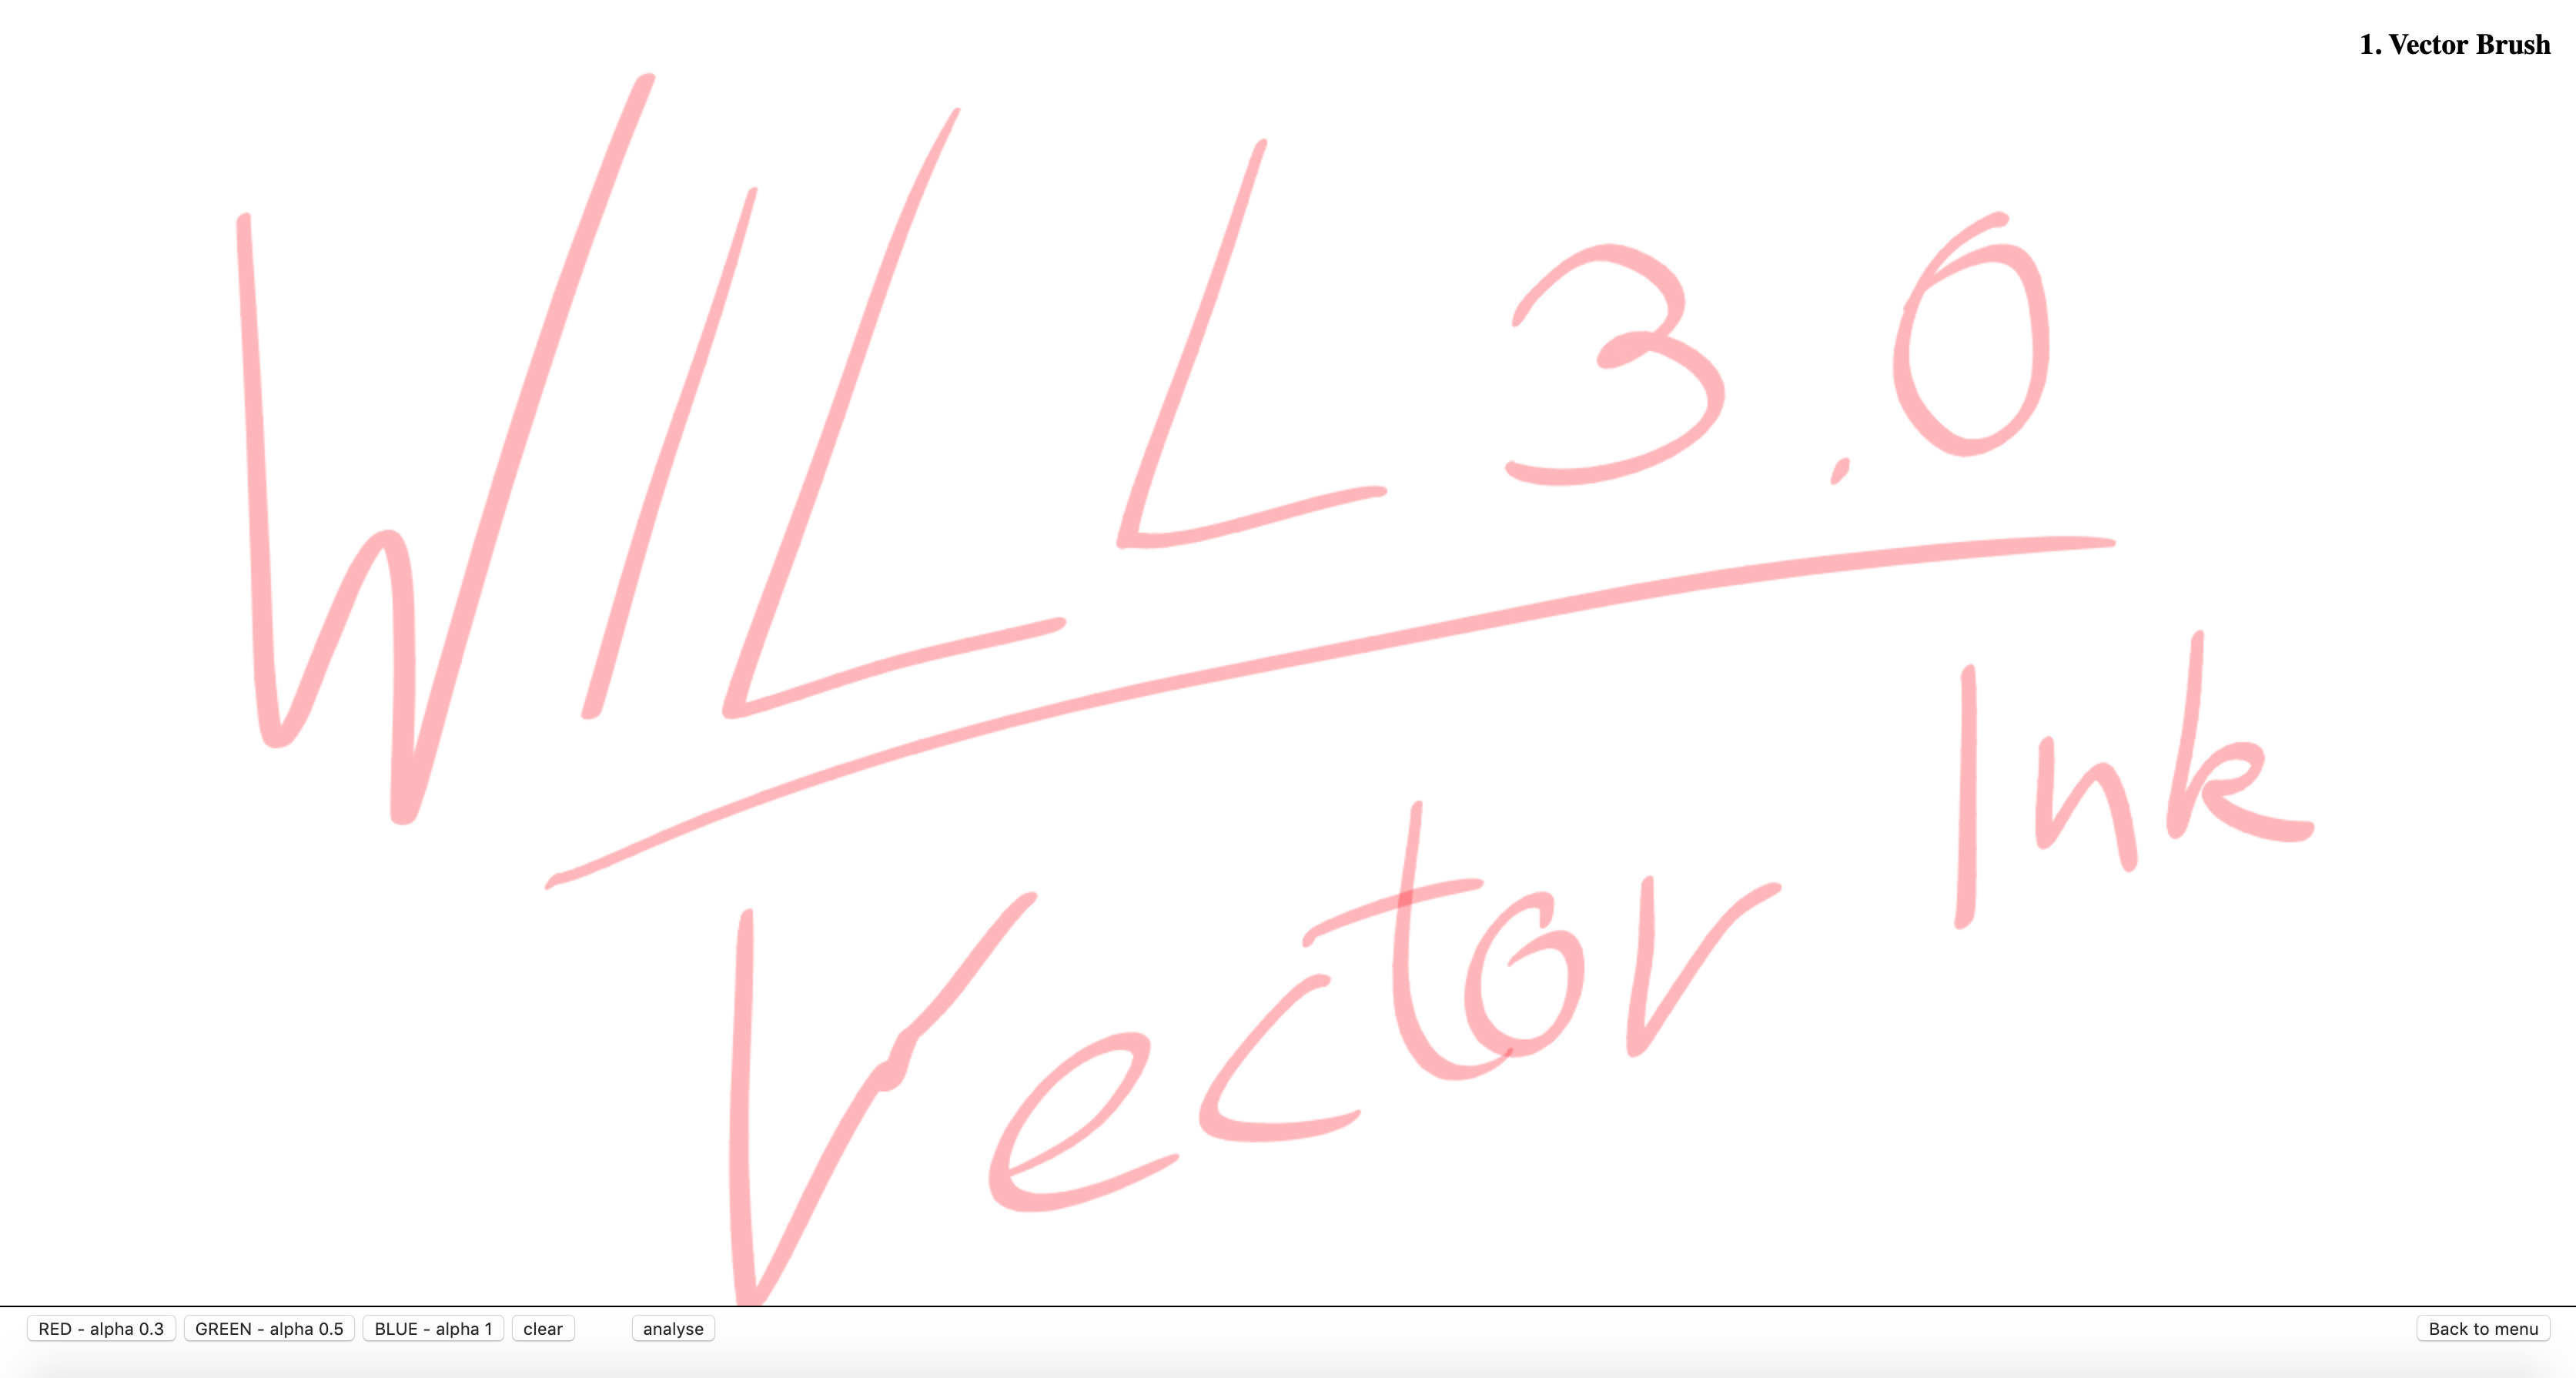 1. Vector Brush
WILL 3.0
Vector Ink
RED - alpha 0.3 GREEN - alpha 0.5 BLUE - alpha 1 clear analyse Back to menu